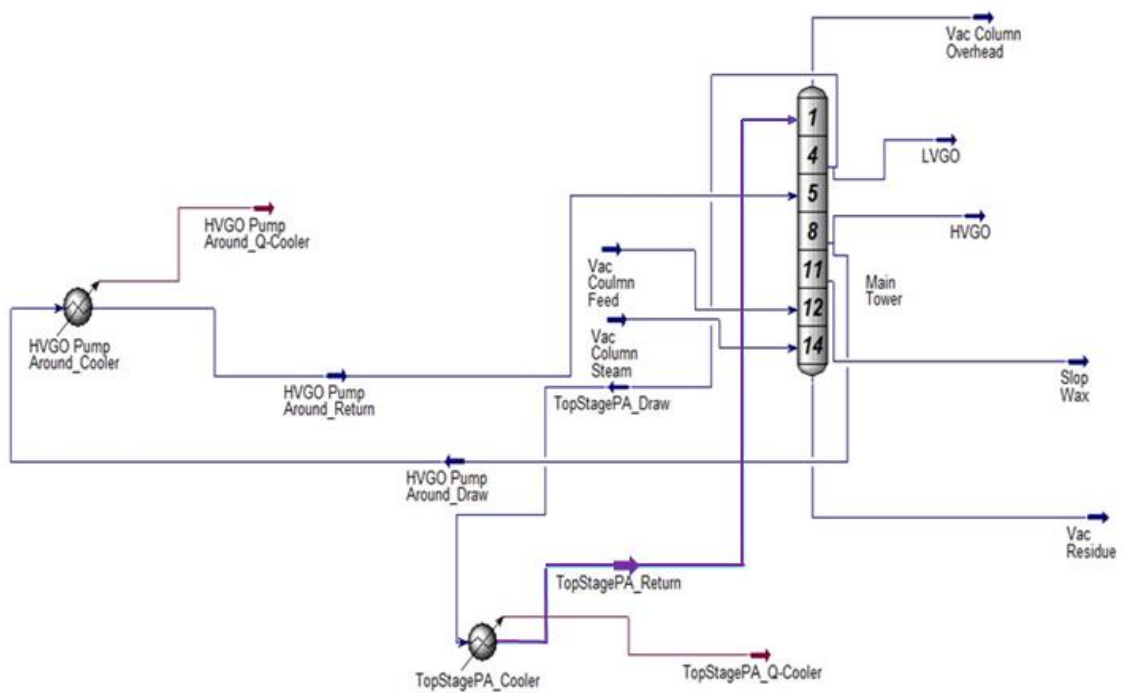 Vac Column
Overhead
1
4
LVGO
5
HVGO Pump
Around_Q-Cooler
8
HVGO
Vac
Coulmn
Feed
11
Main
Tower
12
Vac
Column
Steam
14
HVGO Pump
Around_Cooler
HVGO Pump
Around_Return
TopStagePA_Draw
Slop
Wax
HVGO Pump
Around_Draw
Vac
Residue
TopStagePA_Return
TopStagePA_Cooler
TopStagePA_Q-Cooler